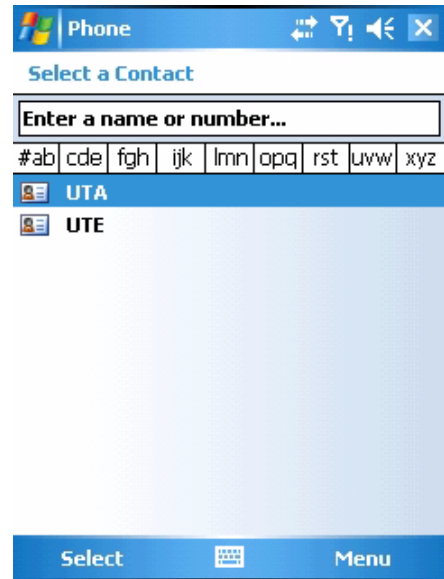 Phone
Select a Contact
Enter a name or number...
#ab cde fgh ijk lmn opq rst uvw xyz
UTA
UTE
Select Menu